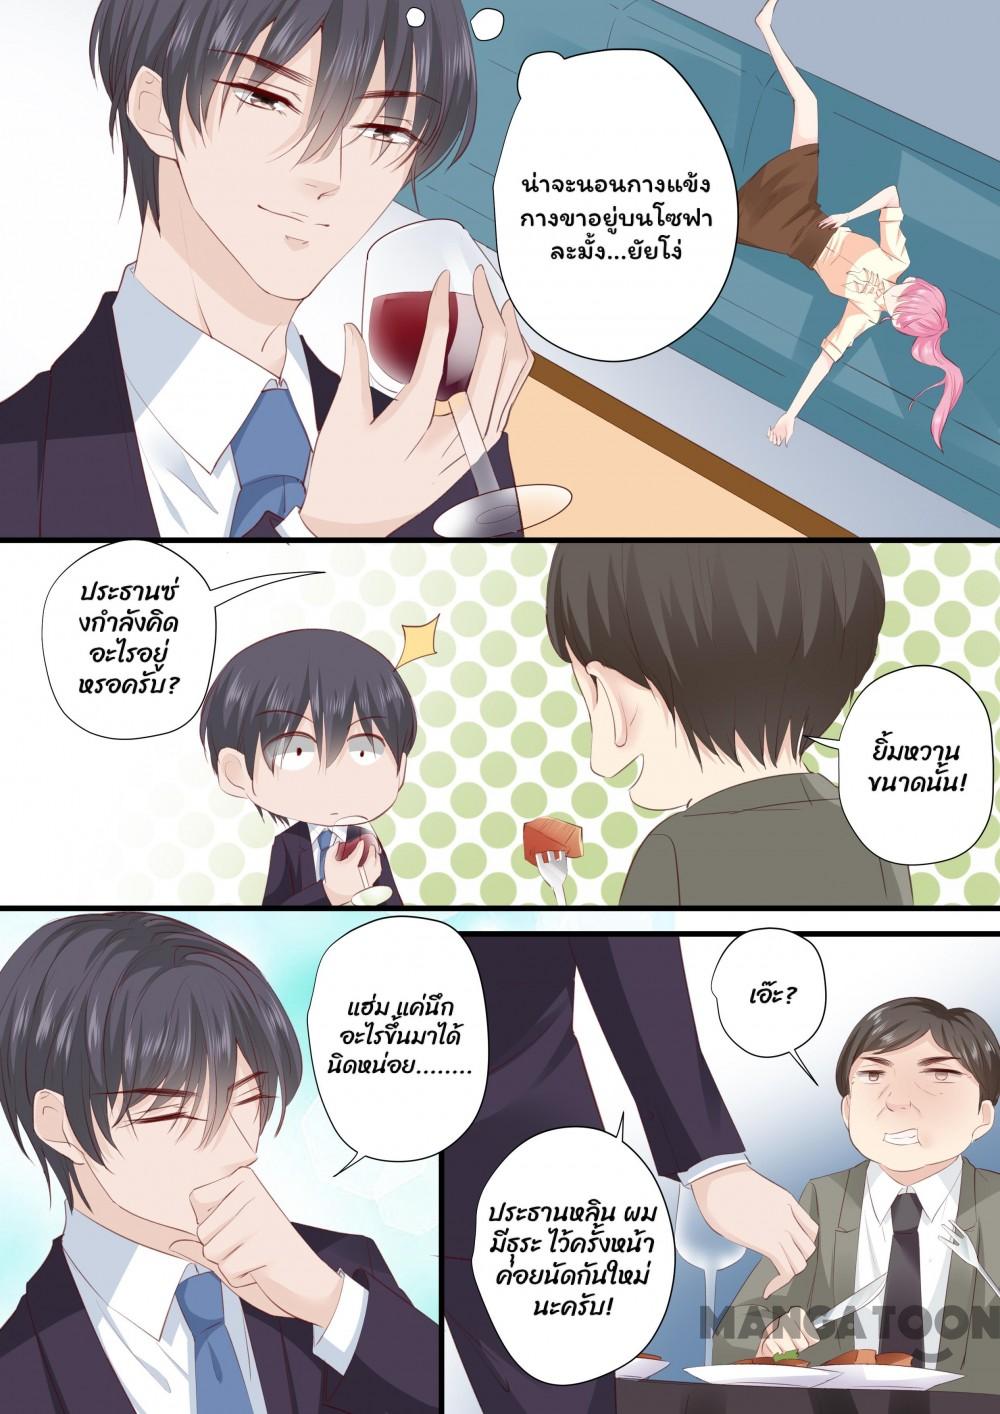 น่าจะนอนกางแข้ง
กางขาอยู่บนโซฟา
ละมั้ง...ยัยโง่
ประธานซ่
งกำลังคิด
อะไรอยู่
หรอครับ?
ยิ้มหวาน
ขนาดนั้น!
แฮ่ม แค่นึก
อะไรขึ้นมาได้
นิดหน่อย........
เอ๊ะ?
ประธานหลิน ผม
มีธุระ ไว้ครั้งหน้า
ค่อยนัดกันใหม่
นะครับ!
MANGATOON